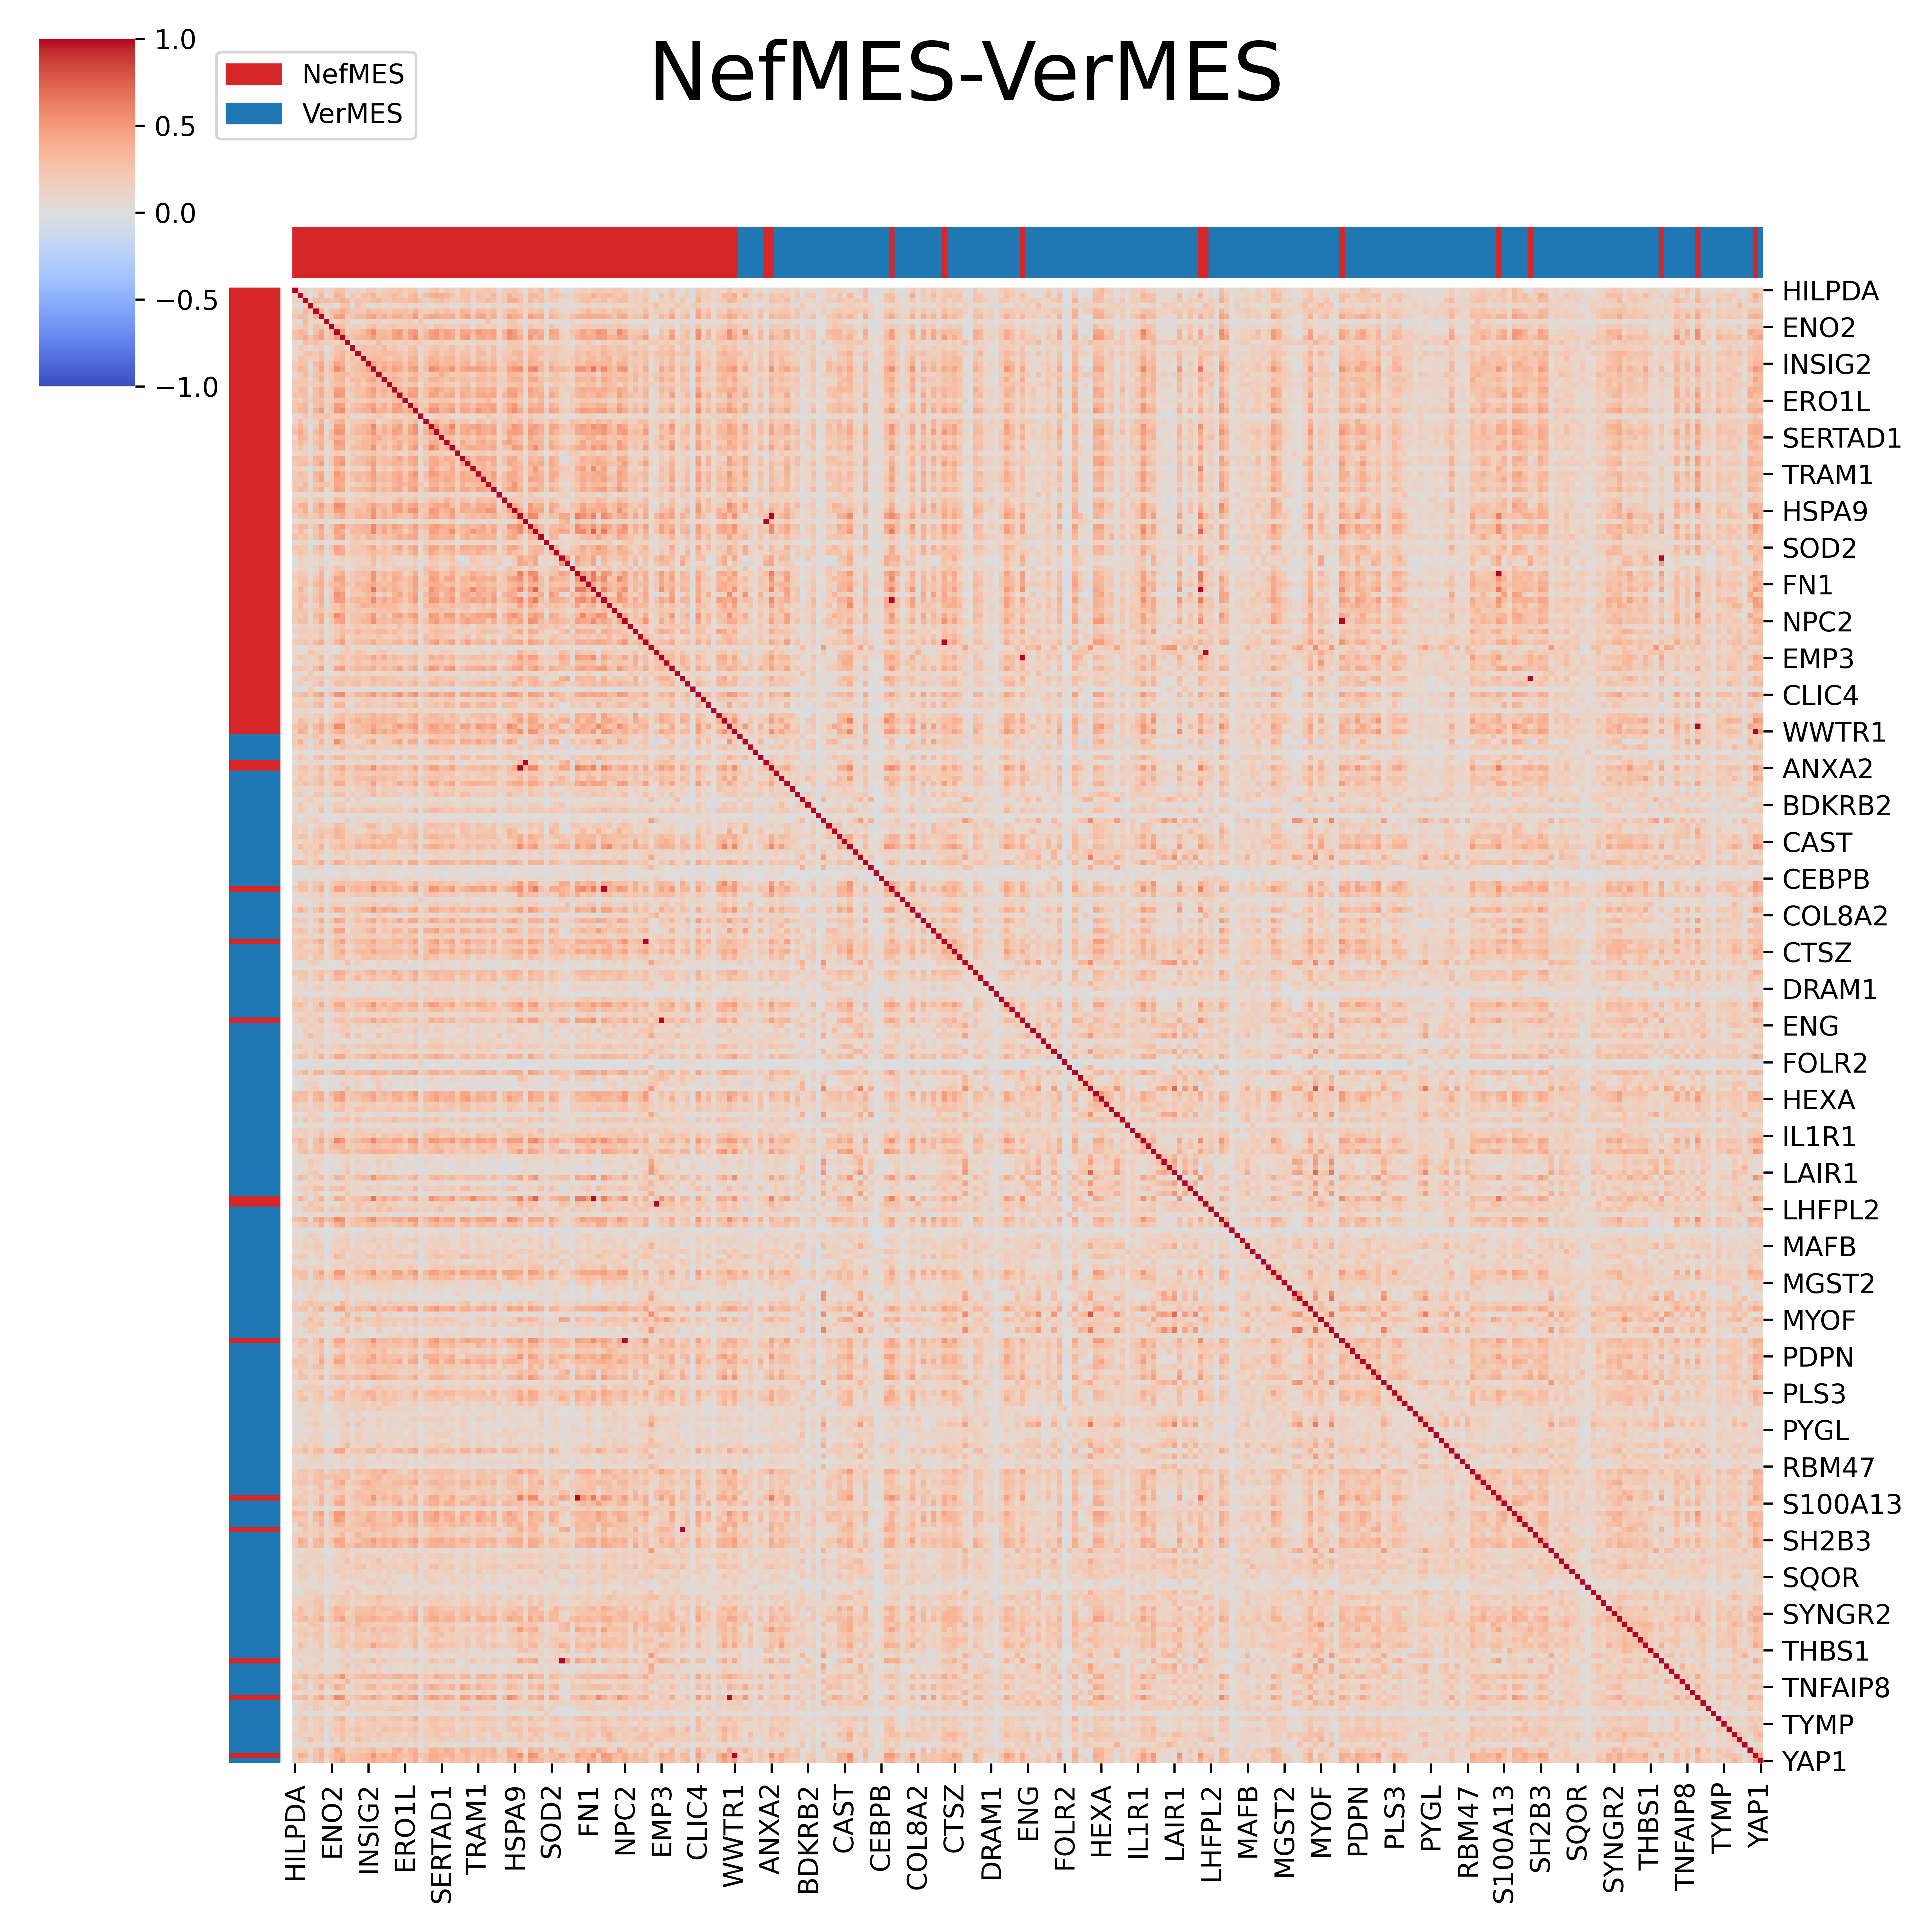 NefMES-VerMES
1.0
0.5
0.0
−0.5
−1.0
NefMES
VerMES
HILPDA
ENO2
INSIG2
ERO1L
SERTAD1
TRAM1
HSPA9
SOD2
FN1
NPC2
EMP3
CLIC4
WWTR1
ANXA2
BDKRB2
CAST
CEBPB
COL8A2
CTSZ
DRAM1
ENG
FOLR2
HEXA
IL1R1
LAIR1
LHFPL2
MAFB
MGST2
MYOF
PDPN
PLS3
PYGL
RBM47
S100A13
SH2B3
SQOR
SYNGR2
THBS1
TNFAIP8
TYMP
YAP1
HILPDA
ENO2
INSIG2
ERO1L
SERTAD1
TRAM1
HSPA9
SOD2
FN1
NPC2
EMP3
CLIC4
WWTR1
ANXA2
BDKRB2
CAST
CEBPB
COL8A2
CTSZ
DRAM1
ENG
FOLR2
HEXA
IL1R1
LAIR1
LHFPL2
MAFB
MGST2
MYOF
PDPN
PLS3
PYGL
RBM47
S100A13
SH2B3
SQOR
SYNGR2
THBS1
TNFAIP8
TYMP
YAP1